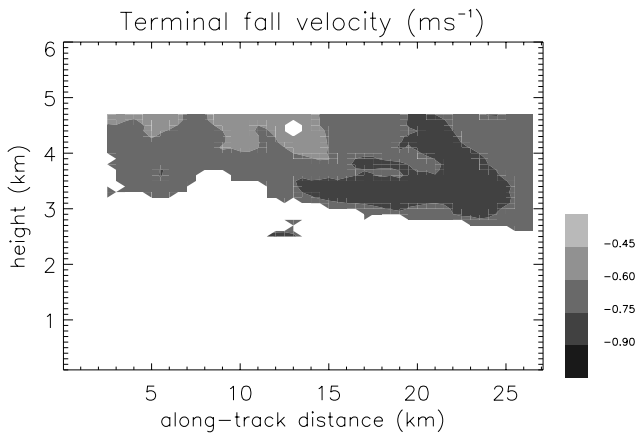 Terminal fall velocity (ms⁻¹)
6
5
4
3
2
1
height (km)
5 10 15 20 25
along-track distance (km)
-0.45
-0.60
-0.75
-0.90